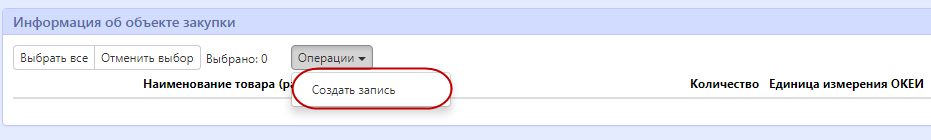 Информация об объекте закупки
Выбрать все Отменить выбор Выбрано: 0 Операции
Создать запись
Наименование товара Количество Единица измерения ОКЕИ